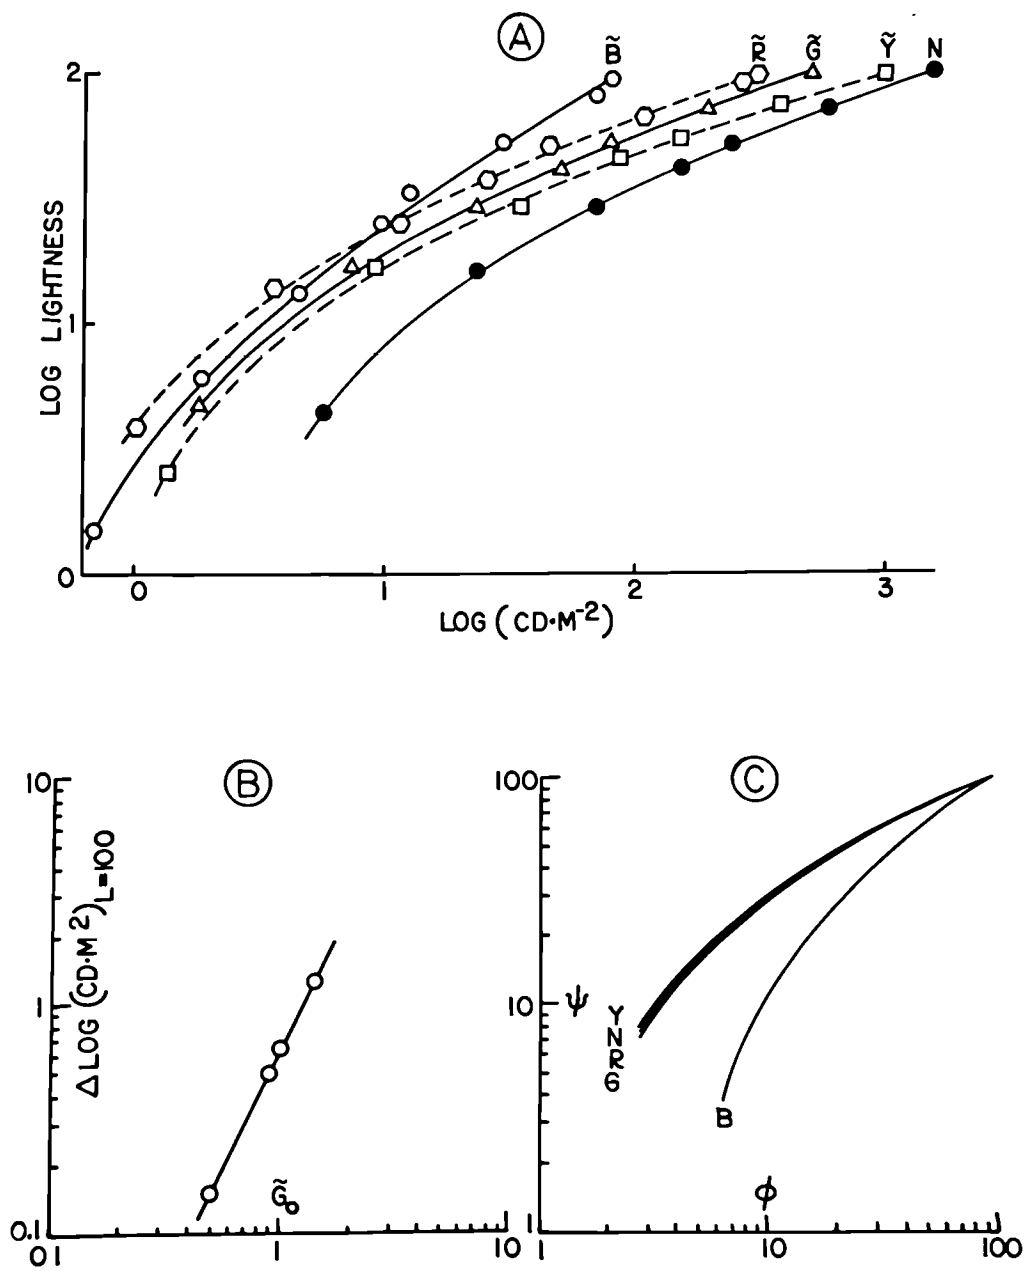 A
B̃ R̃ G̃ Ỹ N
2
1
0
LOG LIGHTNESS
0 1 2 3
LOG (CD·M⁻²)
B
10
1
0.1
ΔLOG (CD·M²)L=100
G̃o
01 1 10
C
100
10
1
ψ
Y
N
R
G
B
ϕ
1 10 100